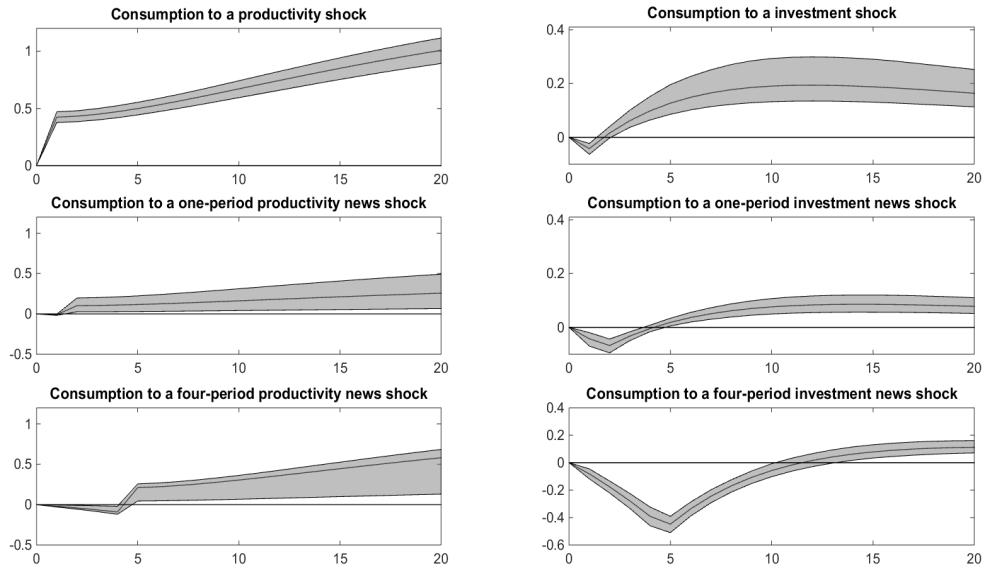 Consumption to a productivity shock
1
0.5
0
0 5 10 15 20
Consumption to a investment shock
0.4
0.2
0
0 5 10 15 20
Consumption to a one-period productivity news shock
1
0.5
0
-0.5
0 5 10 15 20
Consumption to a one-period investment news shock
0.4
0.2
0
0 5 10 15 20
Consumption to a four-period productivity news shock
1
0.5
0
-0.5
0 5 10 15 20
Consumption to a four-period investment news shock
0.4
0.2
0
-0.2
-0.4
-0.6
0 5 10 15 20